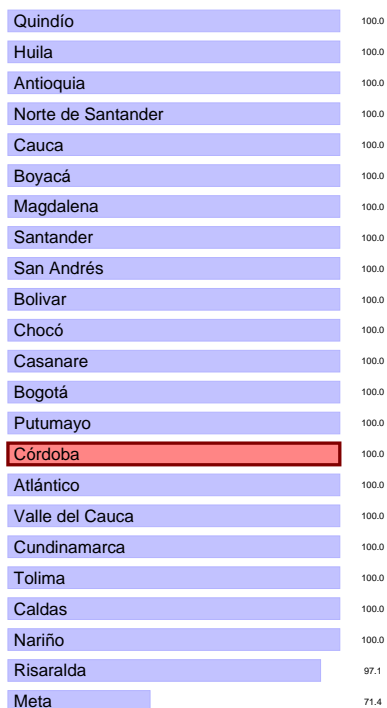 Quindío 100.0
Huila 100.0
Antioquia 100.0
Norte de Santander 100.0
Cauca 100.0
Boyacá 100.0
Magdalena 100.0
Santander 100.0
San Andrés 100.0
Bolivar 100.0
Chocó 100.0
Casanare 100.0
Bogotá 100.0
Putumayo 100.0
Córdoba 100.0
Atlántico 100.0
Valle del Cauca 100.0
Cundinamarca 100.0
Tolima 100.0
Caldas 100.0
Nariño 100.0
Risaralda 97.1
Meta 71.4